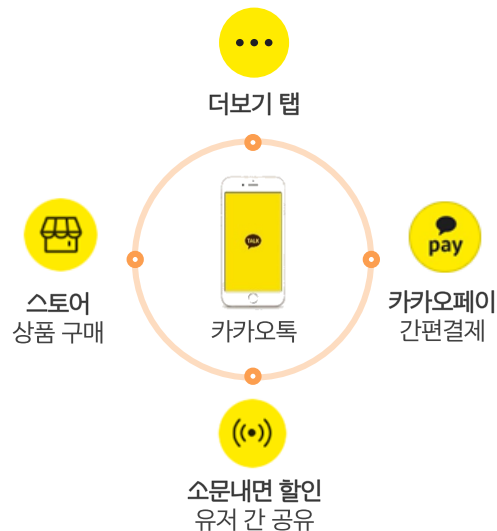 더보기 탭
TALK
카카오톡
스토어
상품 구매
pay
카카오페이
간편결제
소문내면 할인
유저 간 공유